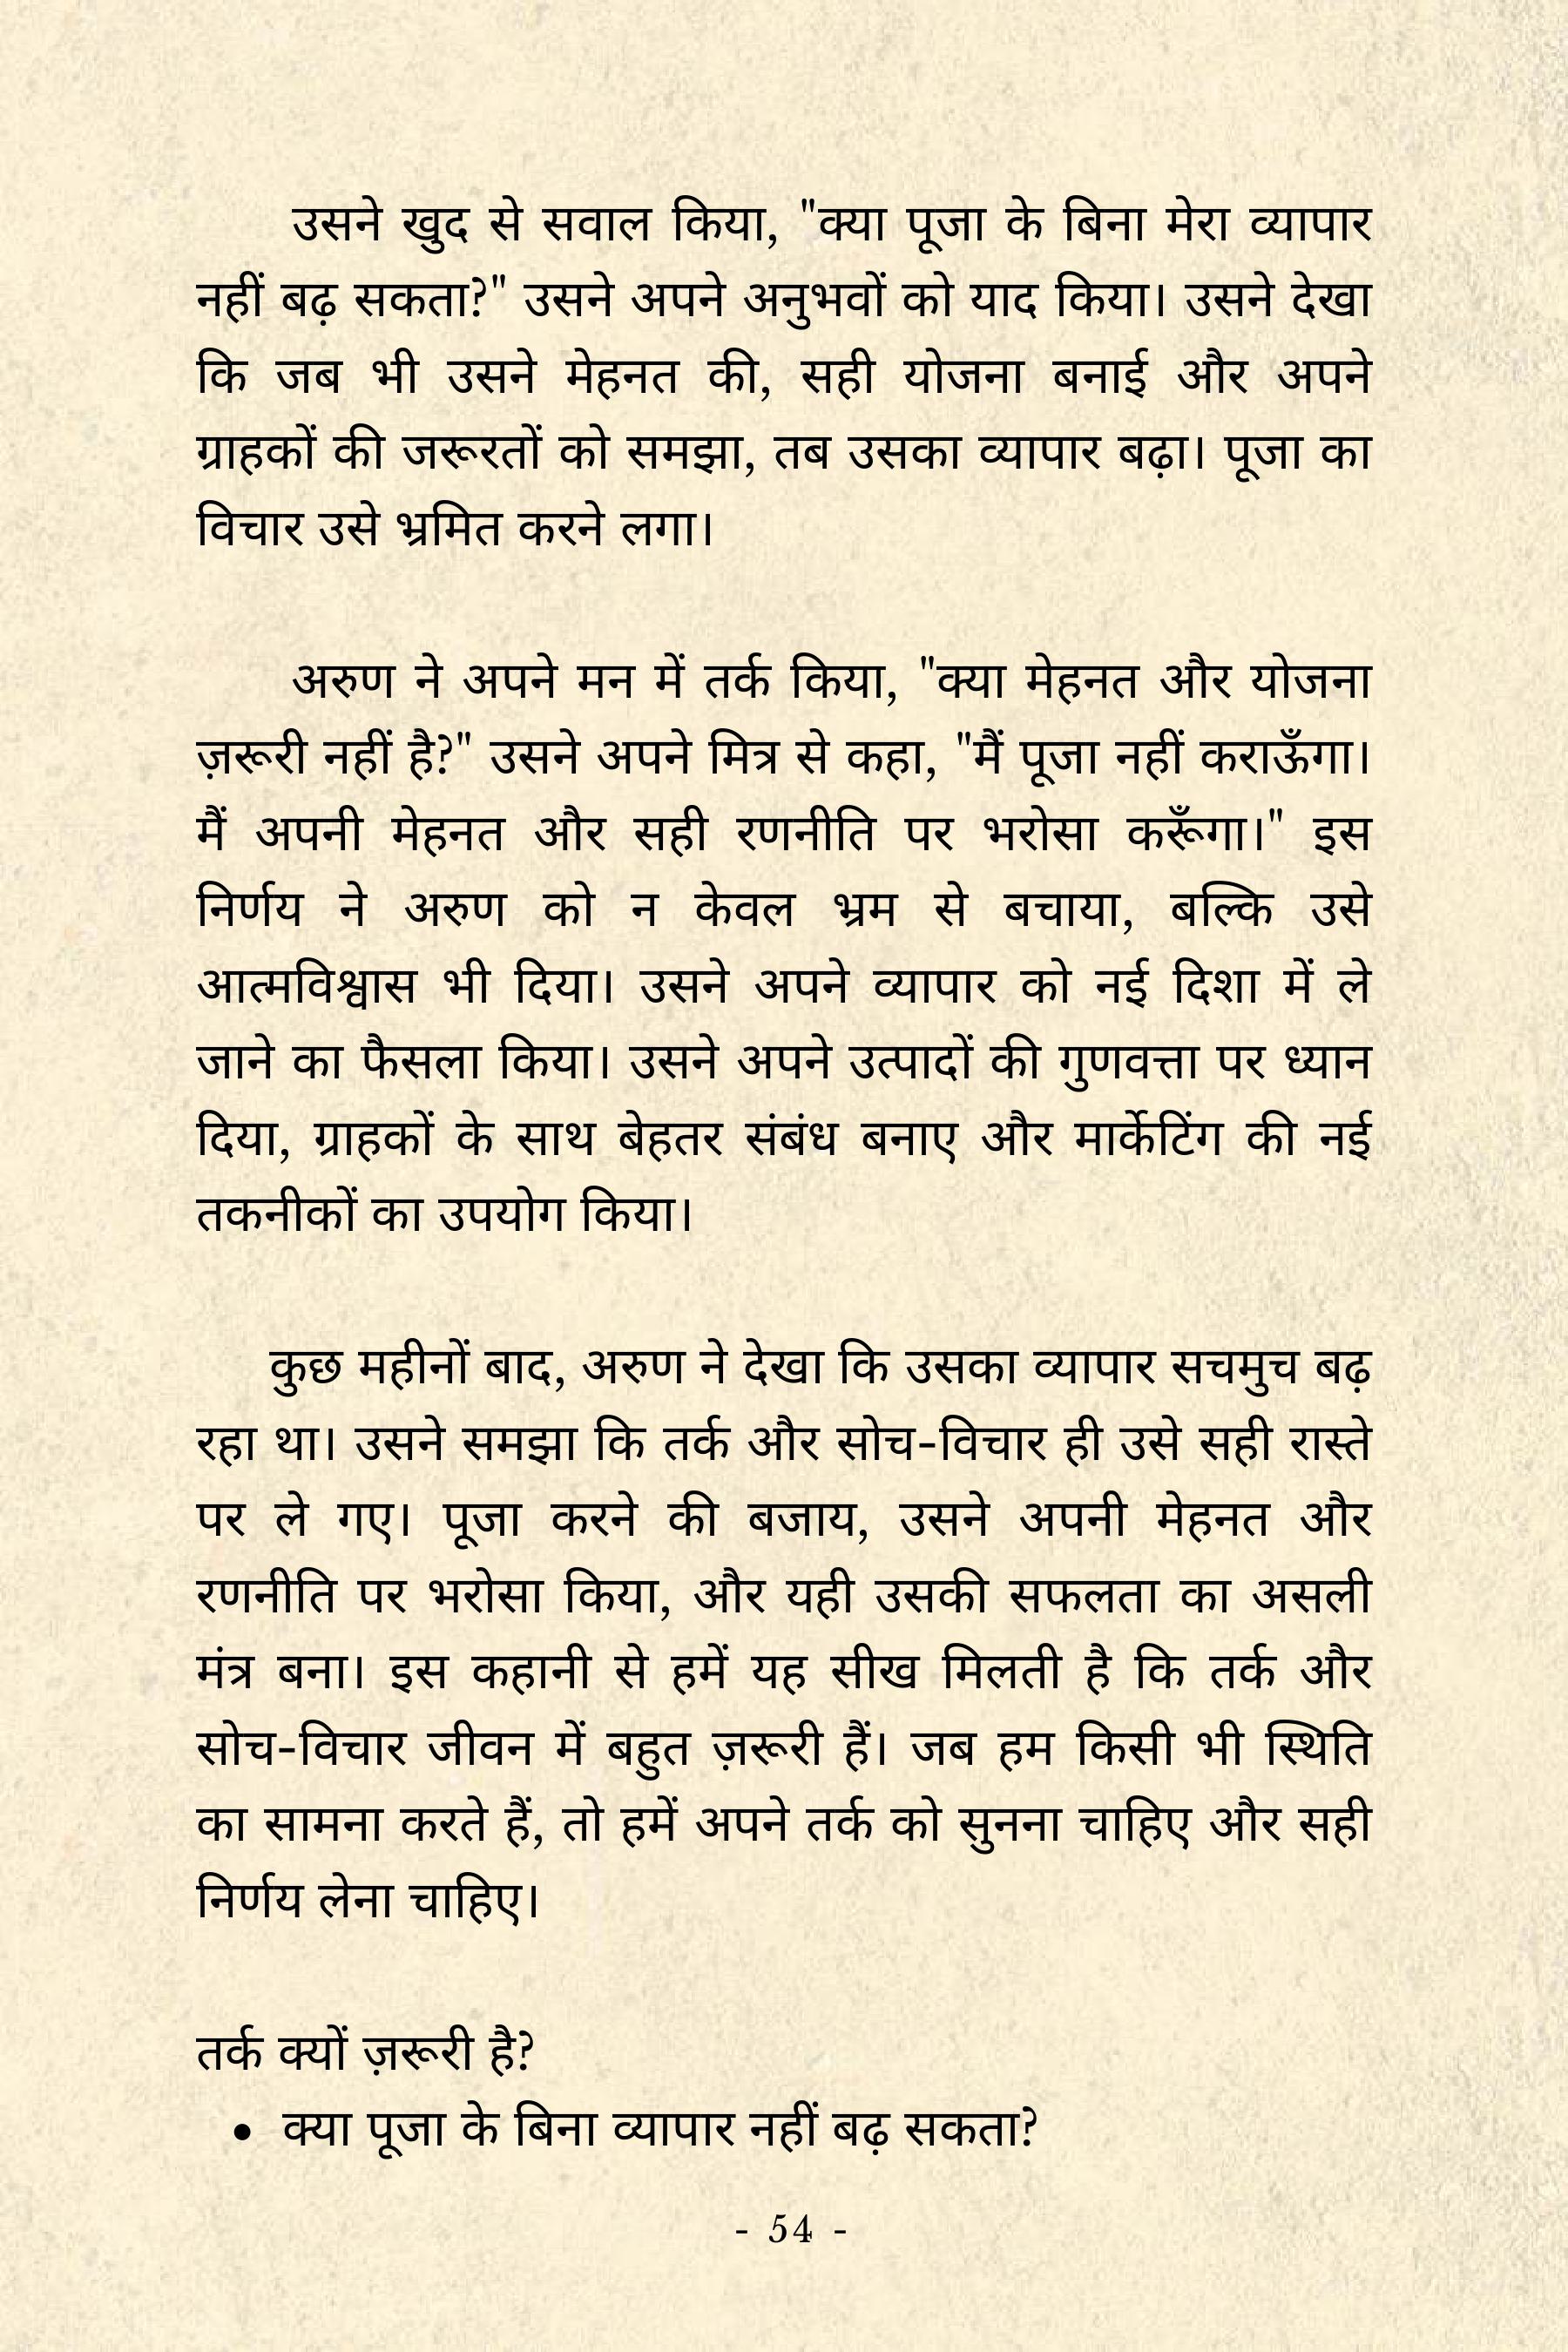 उसने खुद से सवाल किया, "क्या पूजा के बिना मेरा व्यापार
नहीं बढ़ सकता?" उसने अपने अनुभवों को याद किया। उसने देखा
कि जब भी उसने मेहनत की, सही योजना बनाई और अपने
ग्राहकों की जरूरतों को समझा, तब उसका व्यापार बढ़ा। पूजा का
विचार उसे भ्रमित करने लगा।
अरुण ने अपने मन में तर्क किया, "क्या मेहनत और योजना
ज़रूरी नहीं है?" उसने अपने मित्र से कहा, "मैं पूजा नहीं कराऊँगा।
मैं अपनी मेहनत और सही रणनीति पर भरोसा करूँगा।" इस
निर्णय ने अरुण को न केवल भ्रम से बचाया, बल्कि उसे
आत्मविश्वास भी दिया। उसने अपने व्यापार को नई दिशा में ले
जाने का फैसला किया। उसने अपने उत्पादों की गुणवत्ता पर ध्यान
दिया, ग्राहकों के साथ बेहतर संबंध बनाए और मार्केटिंग की नई
तकनीकों का उपयोग किया।
कुछ महीनों बाद, अरुण ने देखा कि उसका व्यापार सचमुच बढ़
रहा था। उसने समझा कि तर्क और सोच-विचार ही उसे सही रास्ते
पर ले गए। पूजा करने की बजाय, उसने अपनी मेहनत और
रणनीति पर भरोसा किया, और यही उसकी सफलता का असली
मंत्र बना। इस कहानी से हमें यह सीख मिलती है कि तर्क और
सोच-विचार जीवन में बहुत ज़रूरी हैं। जब हम किसी भी स्थिति
का सामना करते हैं, तो हमें अपने तर्क को सुनना चाहिए और सही
निर्णय लेना चाहिए।
तर्क क्यों ज़रूरी है?
• क्या पूजा के बिना व्यापार नहीं बढ़ सकता?
- 54 -